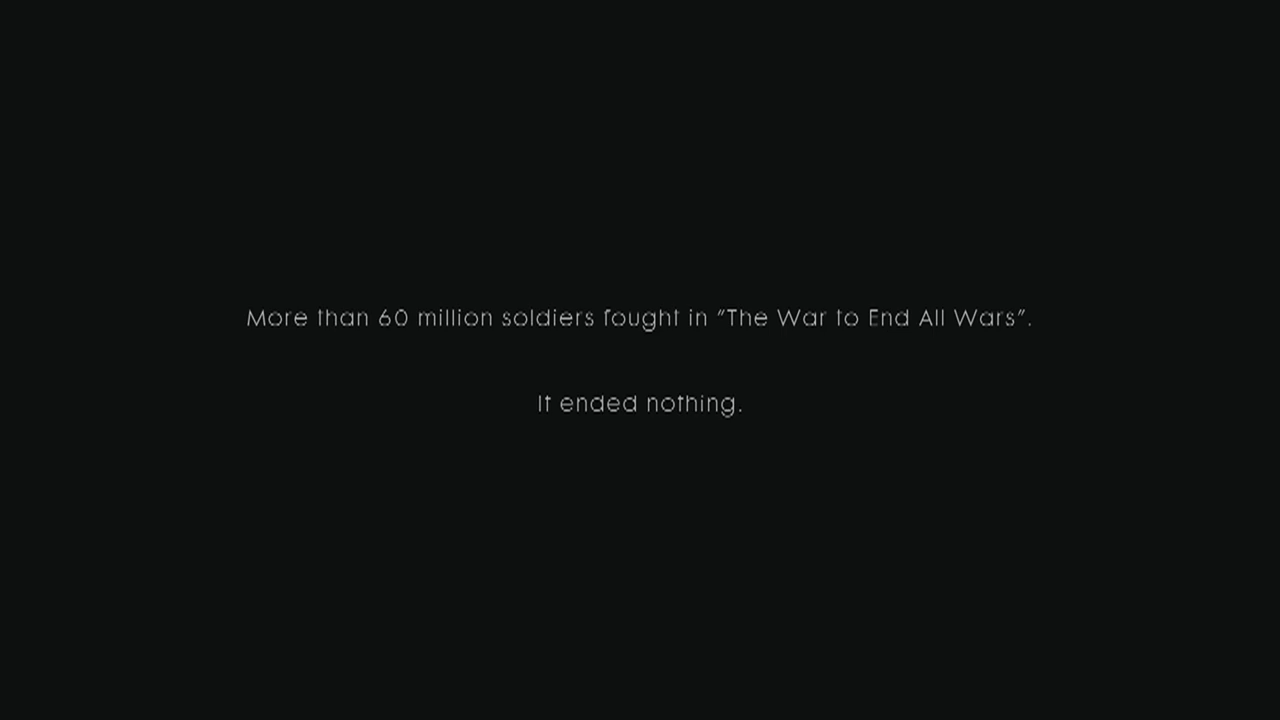 More than 60 million soldiers fought in "The War to End All Wars".
It ended nothing.